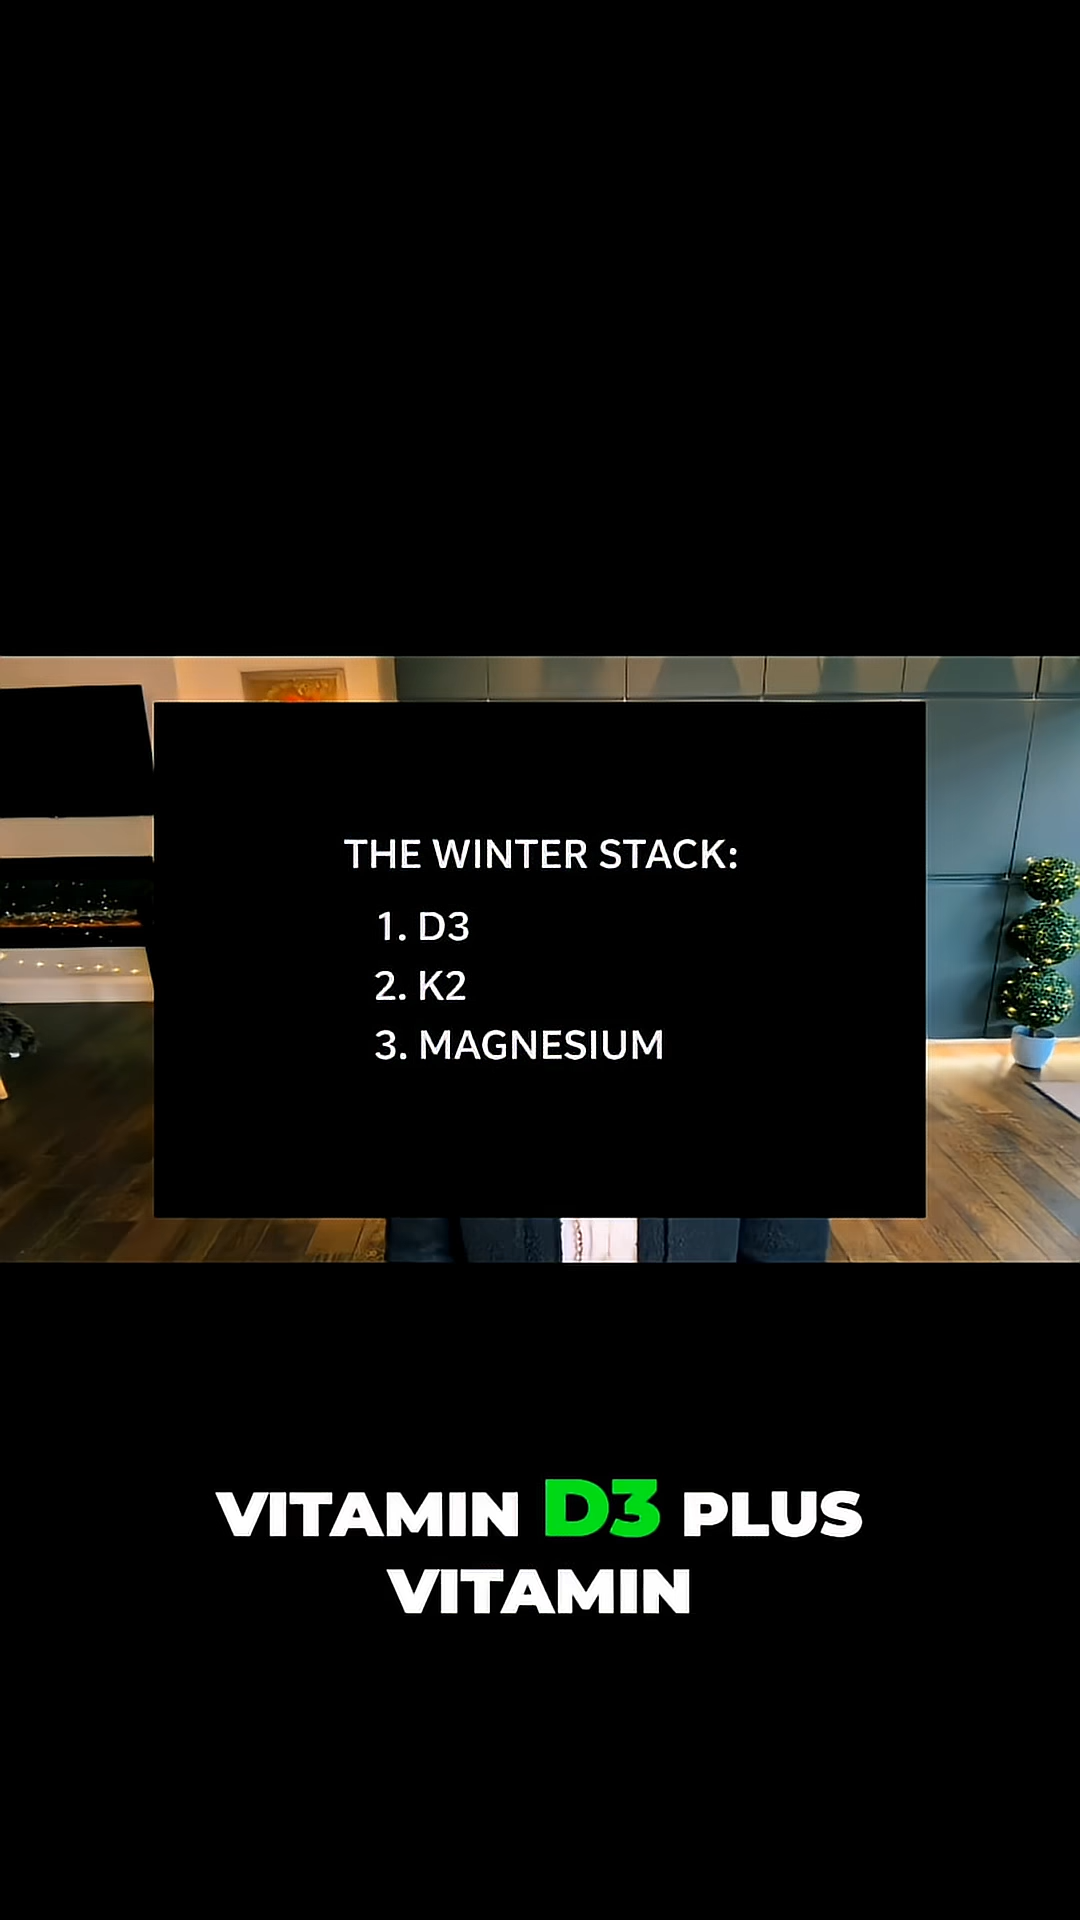 THE WINTER STACK:
1. D3
2. K2
3. MAGNESIUM
VITAMIN D3 PLUS
VITAMIN